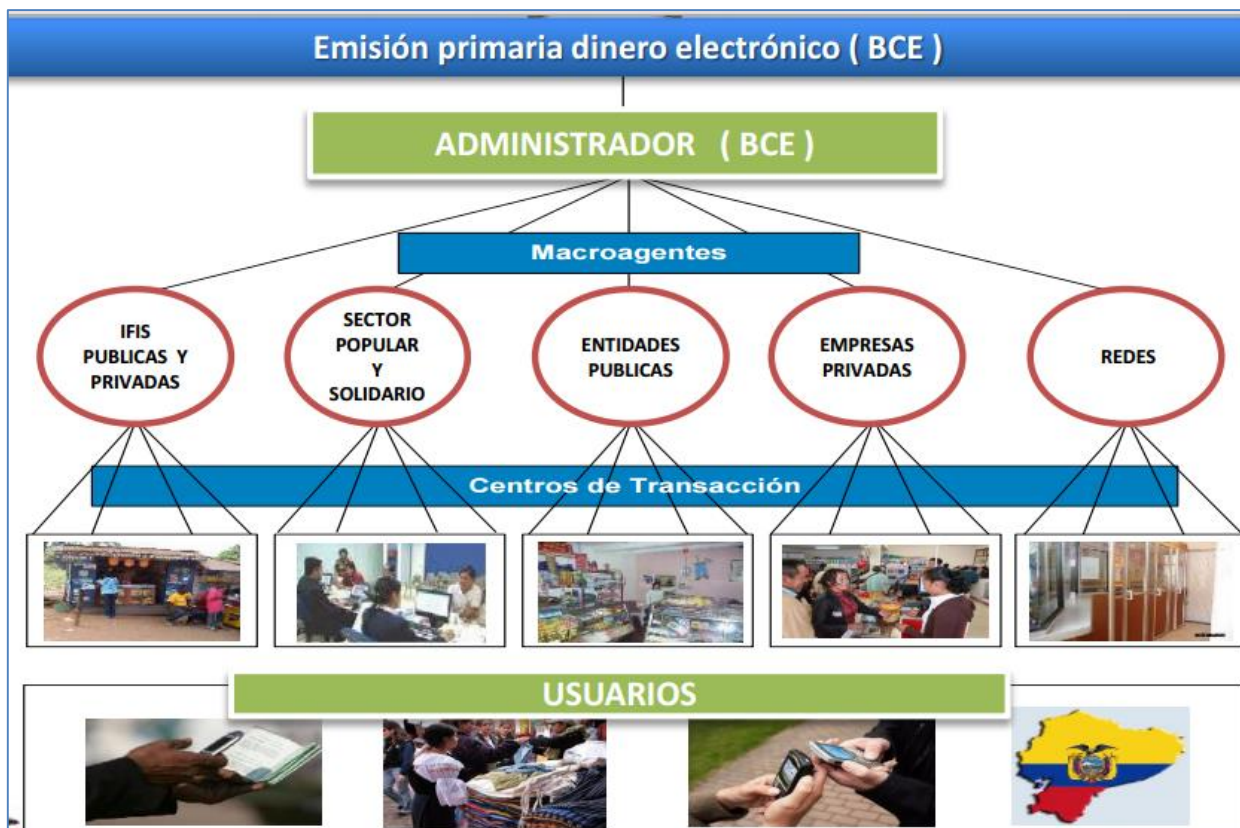 Emisión primaria dinero electrónico ( BCE )
ADMINISTRADOR ( BCE )
Macroagentes
IFIS
PUBLICAS Y
PRIVADAS
SECTOR
POPULAR
Y
SOLIDARIO
ENTIDADES
PUBLICAS
EMPRESAS
PRIVADAS
REDES
Centros de Transacción
USUARIOS